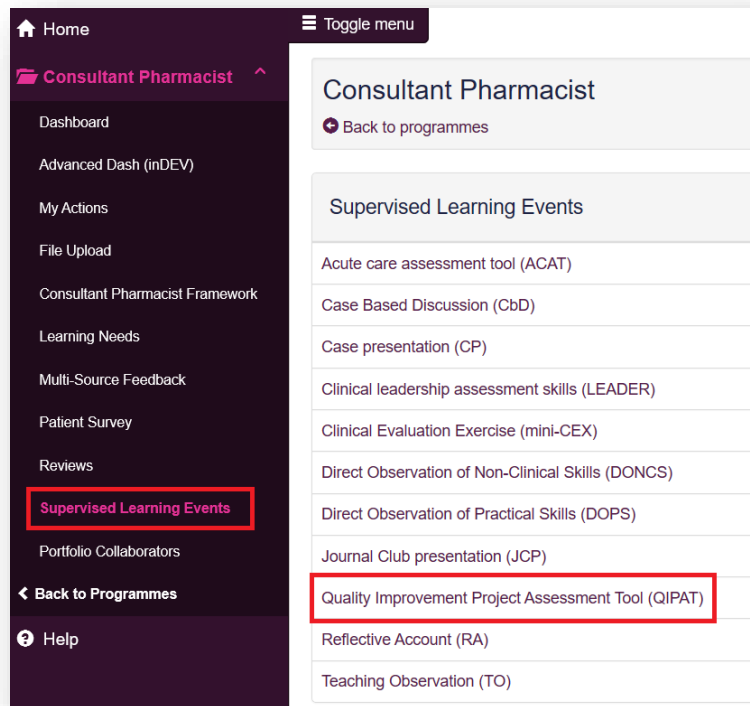 Home
Consultant Pharmacist
Dashboard
Advanced Dash (inDEV)
My Actions
File Upload
Consultant Pharmacist Framework
Learning Needs
Multi-Source Feedback
Patient Survey
Reviews
Supervised Learning Events
Portfolio Collaborators
Back to Programmes
Help
Toggle menu
Consultant Pharmacist
Back to programmes
Supervised Learning Events
Acute care assessment tool (ACAT)
Case Based Discussion (CbD)
Case presentation (CP)
Clinical leadership assessment skills (LEADER)
Clinical Evaluation Exercise (mini-CEX)
Direct Observation of Non-Clinical Skills (DONCS)
Direct Observation of Practical Skills (DOPS)
Journal Club presentation (JCP)
Quality Improvement Project Assessment Tool (QIPAT)
Reflective Account (RA)
Teaching Observation (TO)